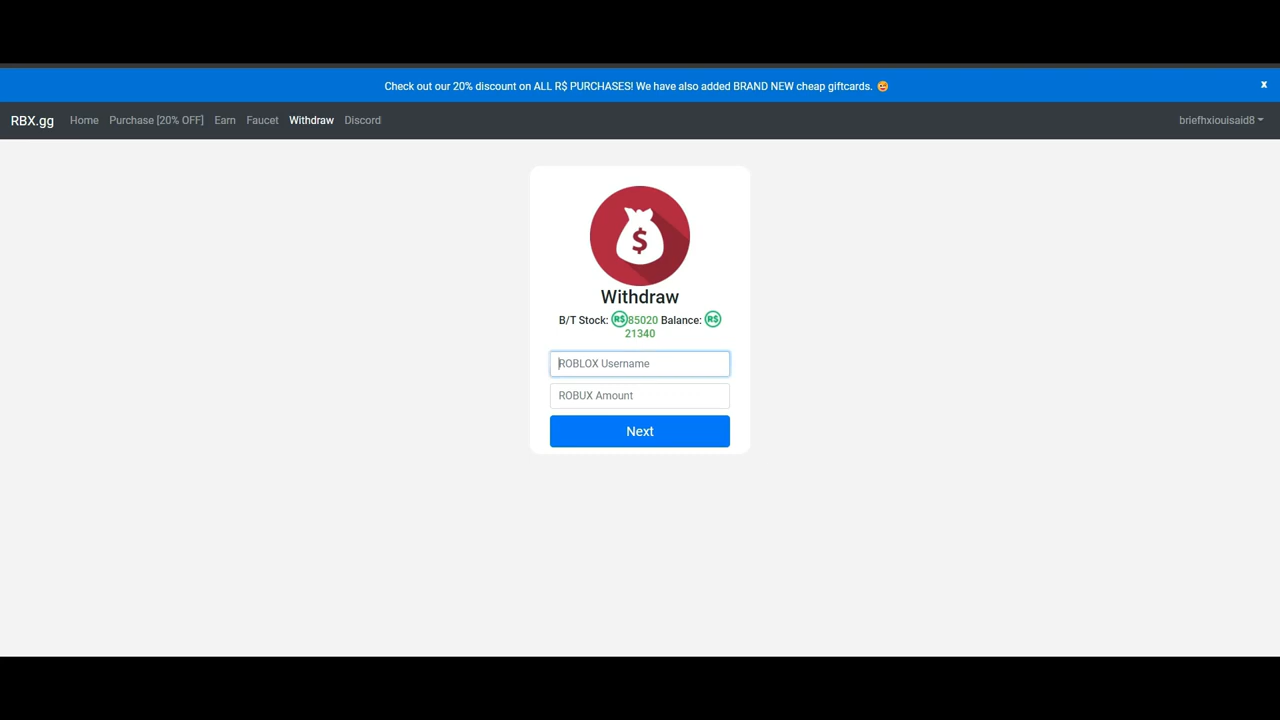 Check out our 20% discount on ALL R$ PURCHASES! We have also added BRAND NEW cheap giftcards. 🤑 x
RBX.gg Home Purchase [20% OFF] Earn Faucet Withdraw Discord briefhxiouisaid8
$
Withdraw
B/T Stock: R$ 85020 Balance: R$
21340
ROBLOX Username
ROBUX Amount
Next